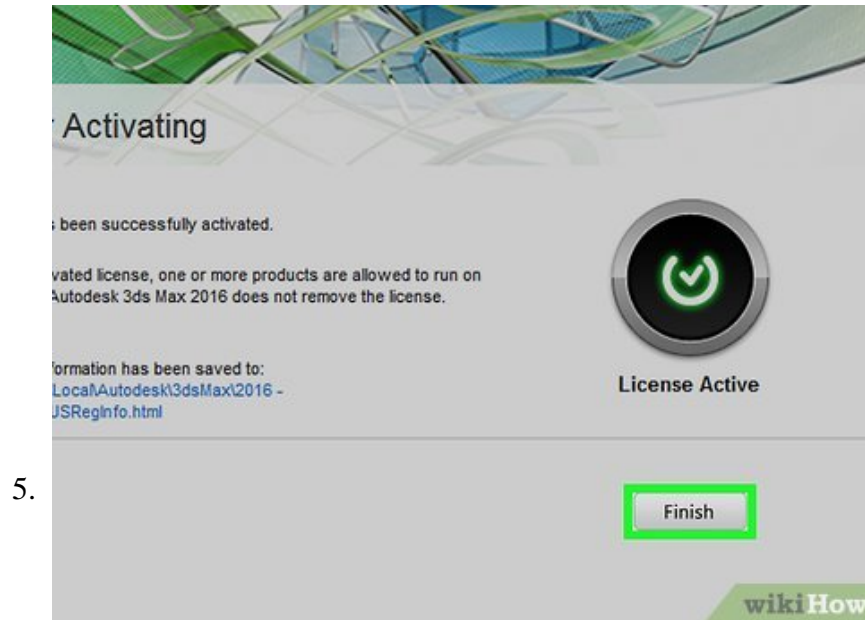 Activating
been successfully activated.
vated license, one or more products are allowed to run on
Autodesk 3ds Max 2016 does not remove the license.
formation has been saved to:
Local\Autodesk\3dsMax\2016 -
JSRegInfo.html
License Active
5.
Finish
wikiHow